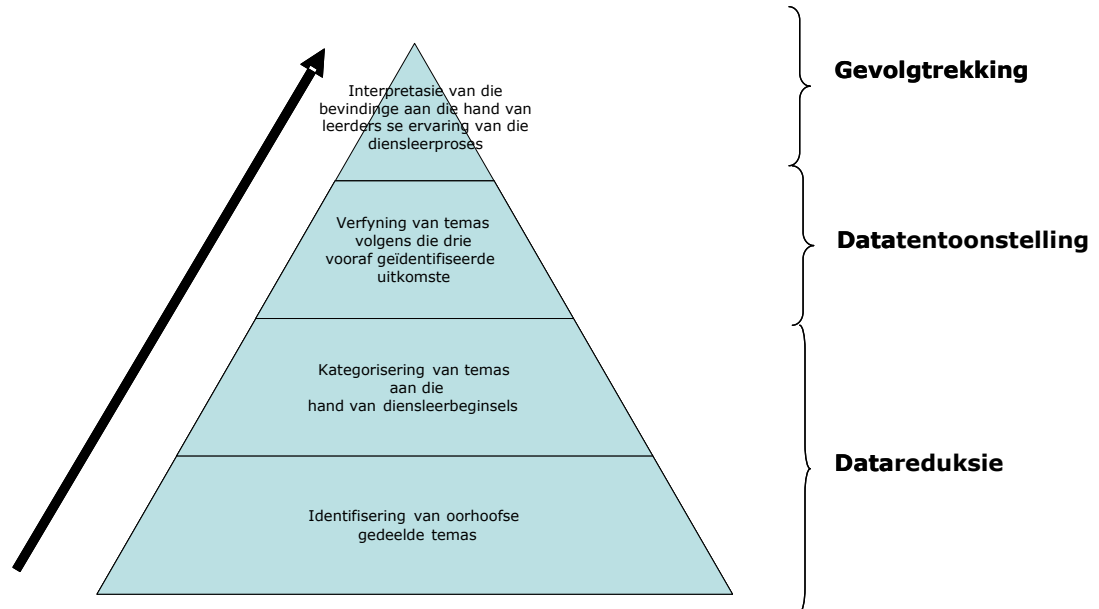 Interpretasie van die
bevindinge aan die hand van
leerders se ervaring van die
diensleerproses
Gevolgtrekking
Verfyning van temas
volgens die drie
vooraf geïdentifiseerde
uitkomste
Datatentoonstelling
Kategorisering van temas
aan die
hand van diensleerbeginsels
Datareduksie
Identifisering van oorhoofse
gedeelde temas